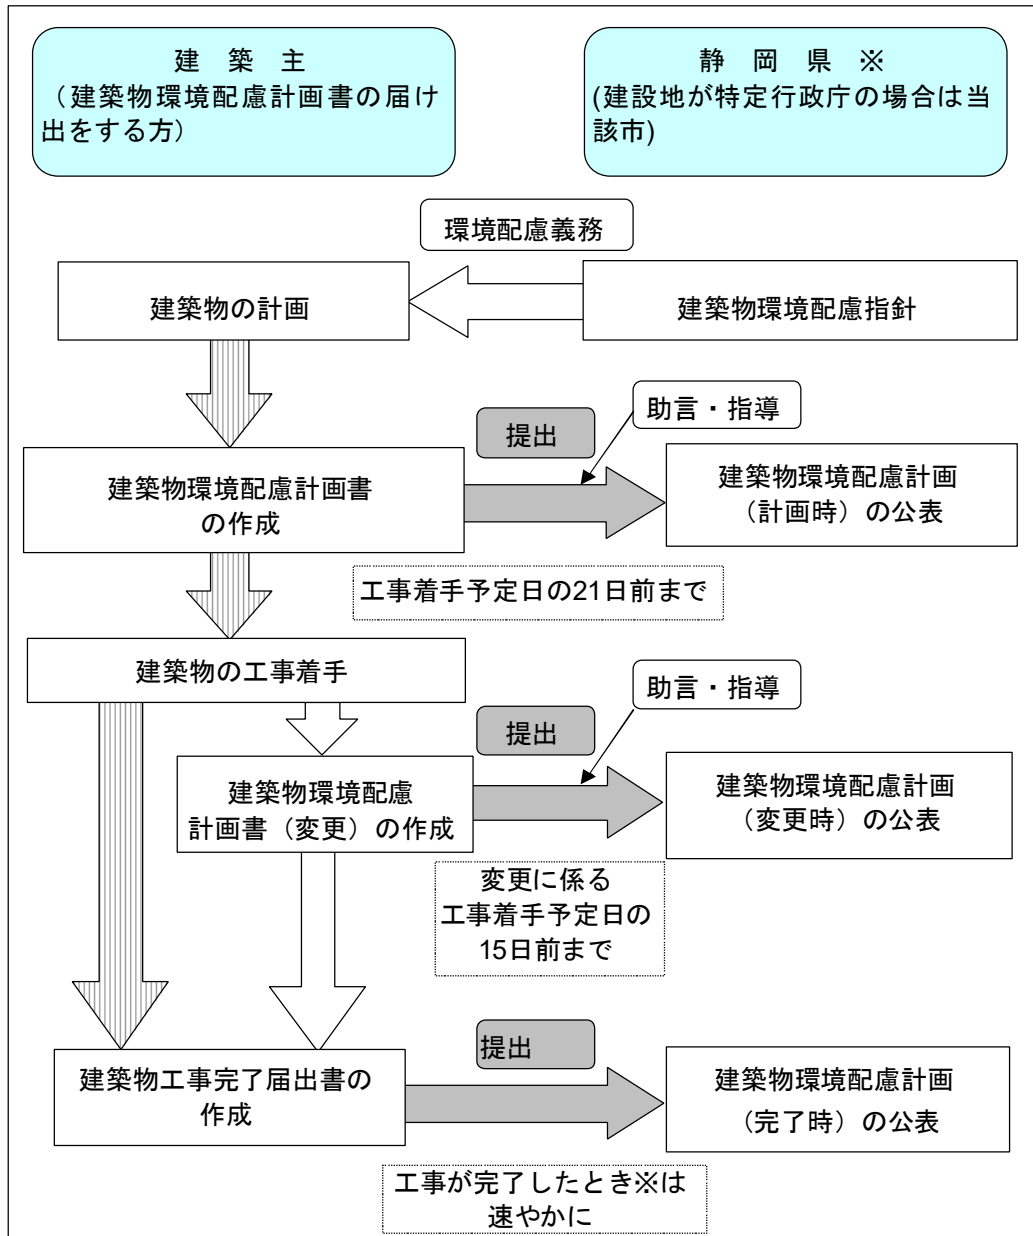 建　築　主
（建築物環境配慮計画書の届け
出をする方）
静　岡　県　※
(建設地が特定行政庁の場合は当
該市)
環境配慮義務
建築物の計画
建築物環境配慮指針
助言・指導
提出
建築物環境配慮計画書
の作成
建築物環境配慮計画
（計画時）の公表
工事着手予定日の21日前まで
建築物の工事着手
助言・指導
提出
建築物環境配慮
計画書（変更）の作成
建築物環境配慮計画
（変更時）の公表
変更に係る
工事着手予定日の
15日前まで
提出
建築物工事完了届出書の
作成
建築物環境配慮計画
（完了時）の公表
工事が完了したとき※は
速やかに